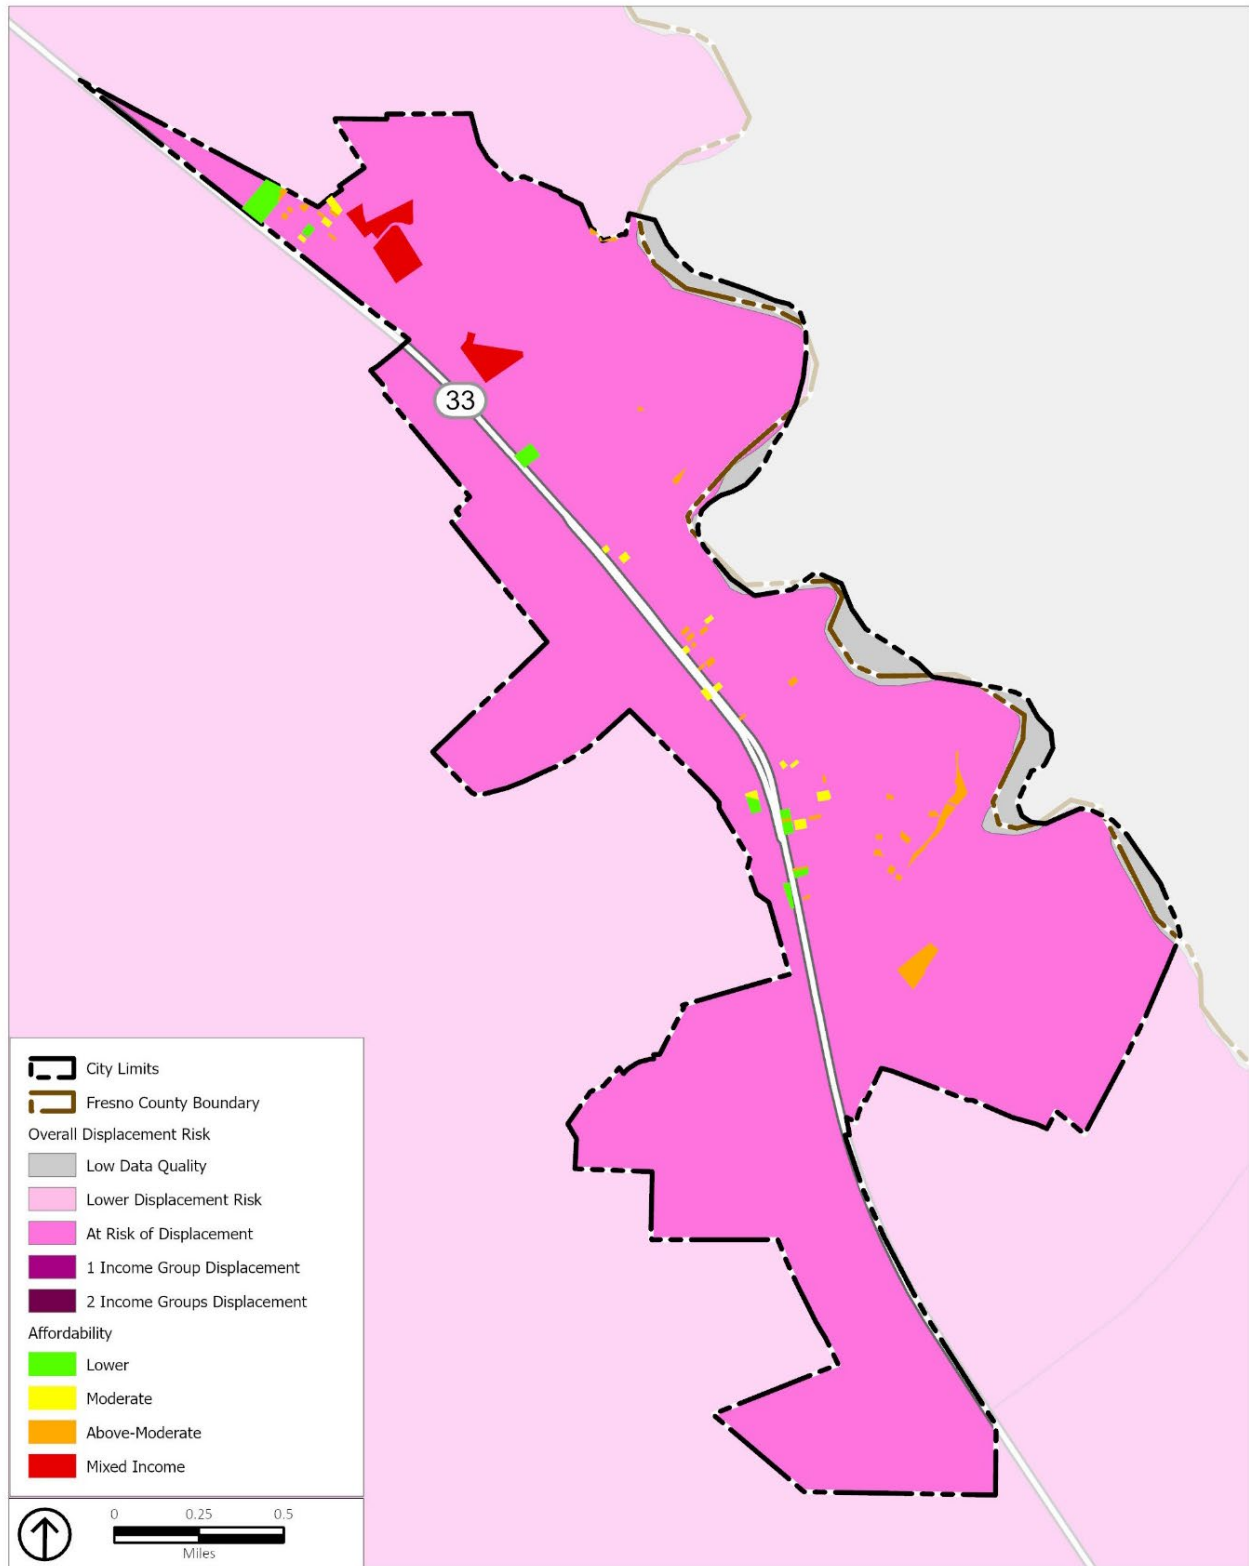 33
City Limits
Fresno County Boundary
Overall Displacement Risk
Low Data Quality
Lower Displacement Risk
At Risk of Displacement
1 Income Group Displacement
2 Income Groups Displacement
Affordability
Lower
Moderate
Above-Moderate
Mixed Income
0 0.25 0.5
Miles